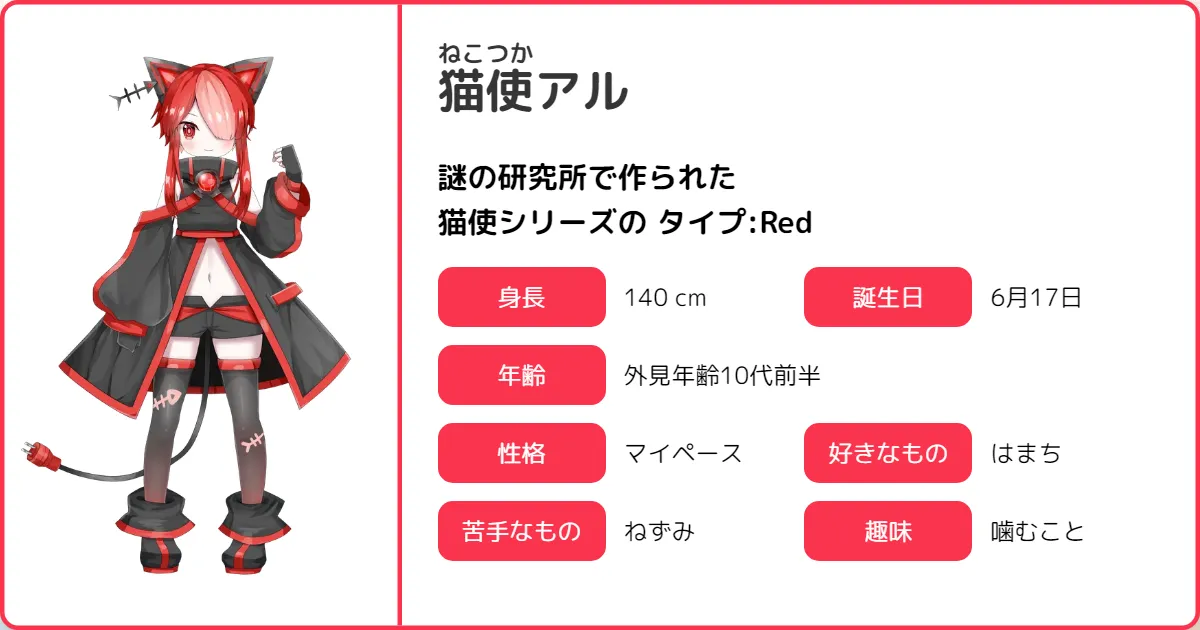 ねこつか
猫使アル
謎の研究所で作られた
猫使シリーズの タイプ:Red
身長 140 cm 誕生日 6月17日
年齢 外見年齢10代前半
性格 マイペース 好きなもの はまち
苦手なもの ねずみ 趣味 噛むこと